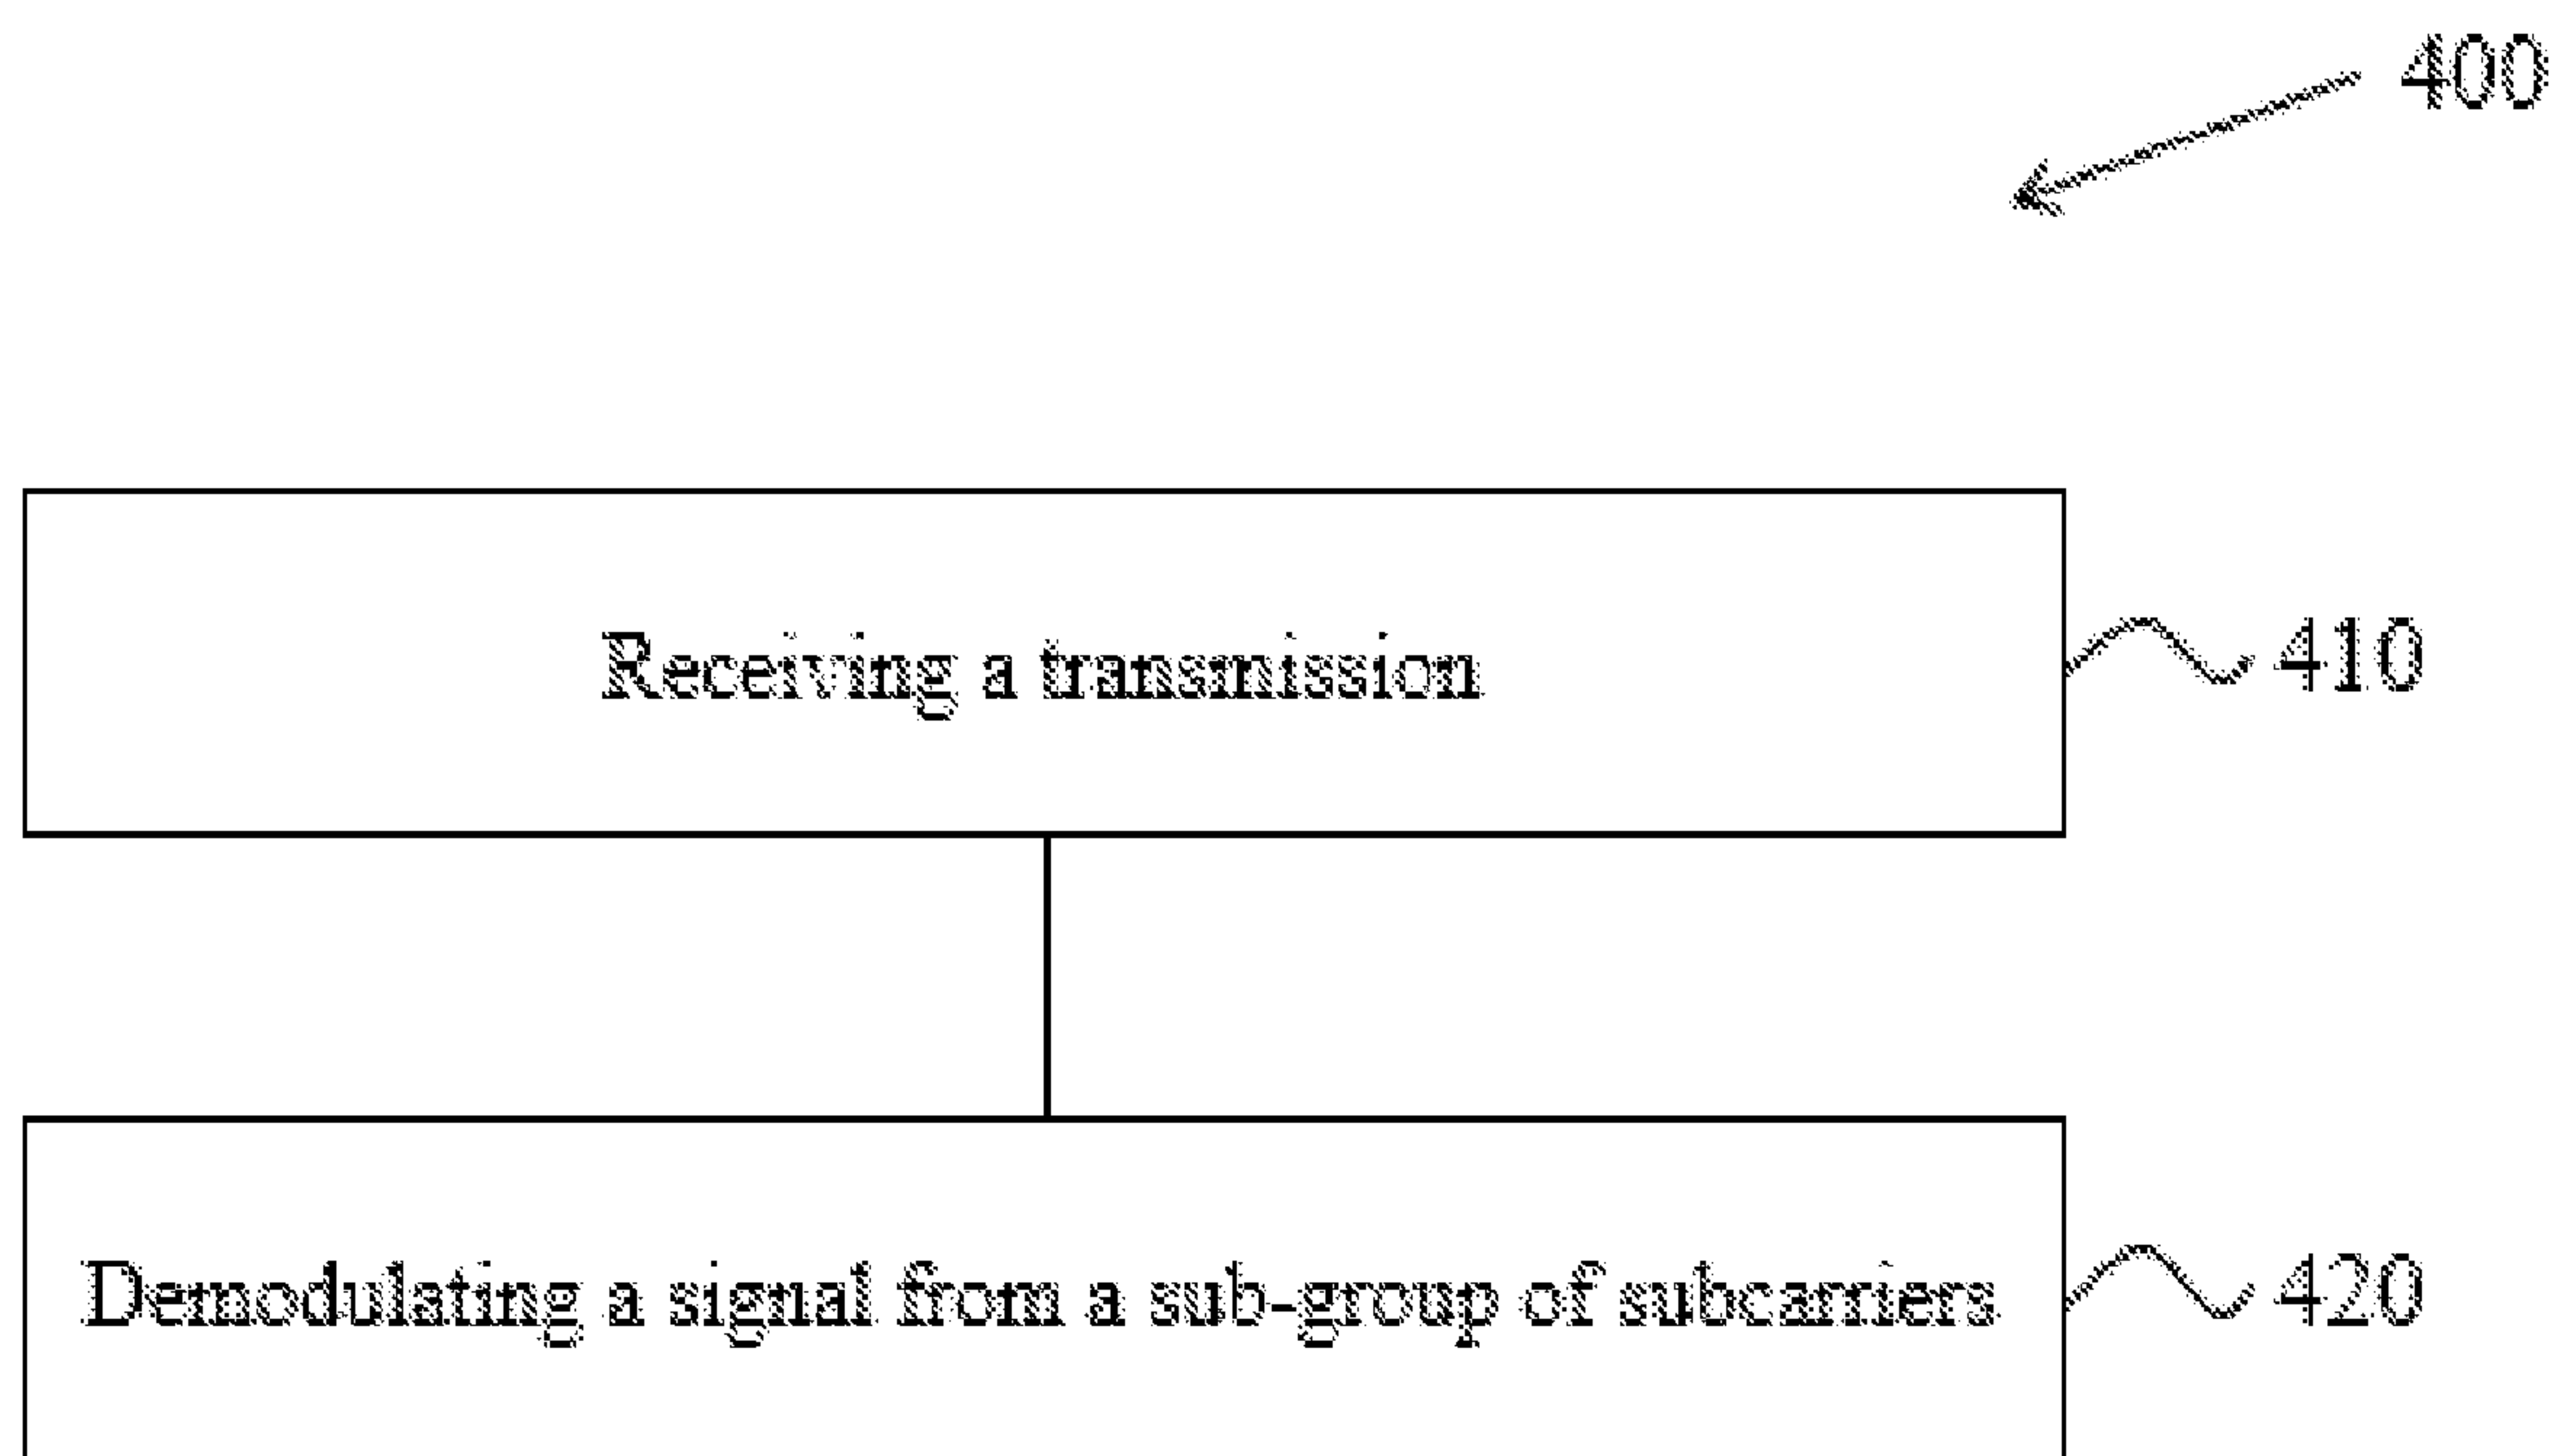 400
Receiving a transmission
410
Demodulating a signal from a sub-group of subcarriers
420